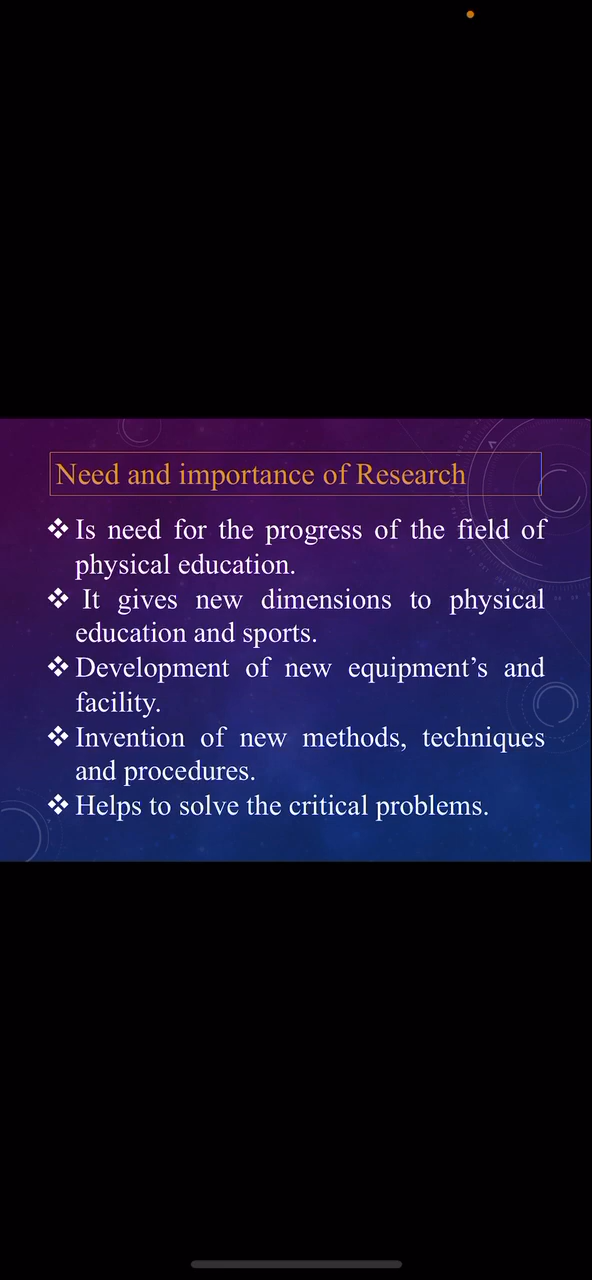 Need and importance of Research
❖ Is need for the progress of the field of
physical education.
❖ It gives new dimensions to physical
education and sports.
❖ Development of new equipment’s and
facility.
❖ Invention of new methods, techniques
and procedures.
❖ Helps to solve the critical problems.